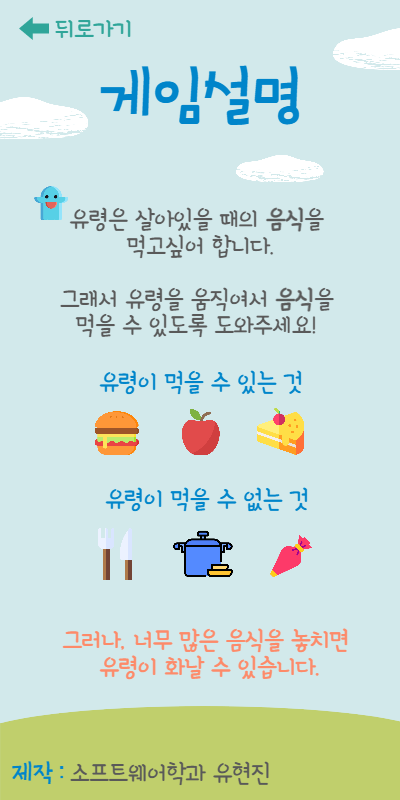 뒤로가기
게임설명
유령은 살아있을 때의 음식을
먹고싶어 합니다.
그래서 유령을 움직여서 음식을
먹을 수 있도록 도와주세요!
유령이 먹을 수 있는 것
유령이 먹을 수 없는 것
그러나, 너무 많은 음식을 놓치면
유령이 화날 수 있습니다.
제작 : 소프트웨어학과 유현진